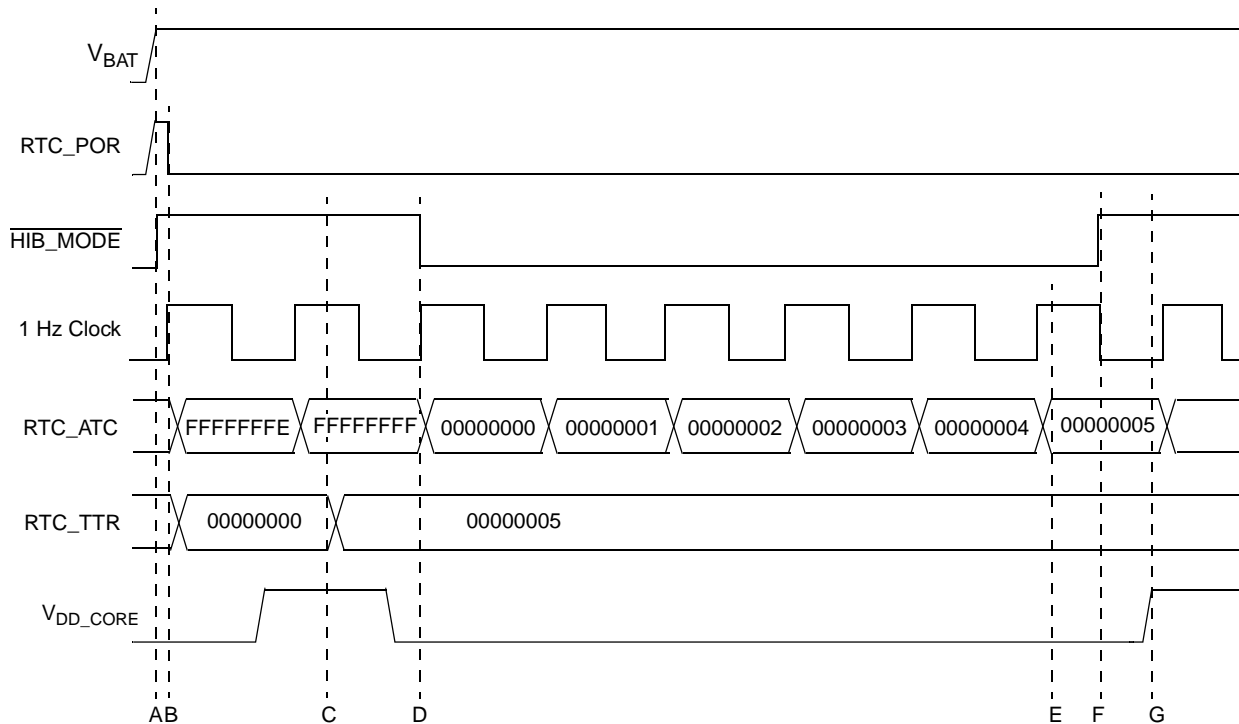 VBAT
RTC_POR
HIB_MODE
1 Hz Clock
RTC_ATC FFFFFFFE FFFFFFFF 00000000 00000001 00000002 00000003 00000004 00000005
RTC_TTR 00000000 00000005
VDD_CORE
A B C D E F G